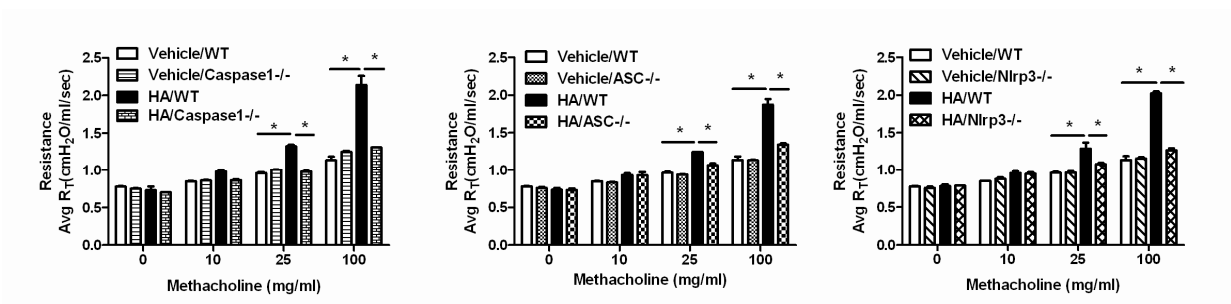 Vehicle/WT
Vehicle/Caspase1-/-
HA/WT
HA/Caspase1-/-
Resistance
Avg RT(cmH2O/ml/sec)
2.5
2.0
1.5
1.0
0.5
0.0
* *
* *
0 10 25 100
Methacholine (mg/ml)
Vehicle/WT
Vehicle/ASC-/-
HA/WT
HA/ASC-/-
Resistance
Avg RT(cmH2O/ml/sec)
2.5
2.0
1.5
1.0
0.5
0.0
* *
* *
0 10 25 100
Methacholine (mg/ml)
Vehicle/WT
Vehicle/Nlrp3-/-
HA/WT
HA/Nlrp3-/-
Resistance
Avg RT(cmH2O/ml/sec)
2.5
2.0
1.5
1.0
0.5
0.0
* *
* *
0 10 25 100
Methacholine (mg/ml)